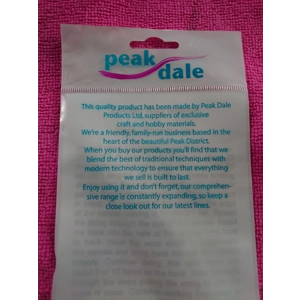 peak
dale
This quality product has been made by Peak Dale
Products Ltd, suppliers of exclusive
craft and hobby materials.
We're a friendly, family-run business based in the
heart of the beautiful Peak District.
When you buy our products you'll find that we
blend the best of traditional techniques with
modern technology to ensure that everything
we sell is built to last.
Enjoy using it and don't forget, our comprehen-
sive range is constantly expanding, so keep a
close look out for our latest lines.